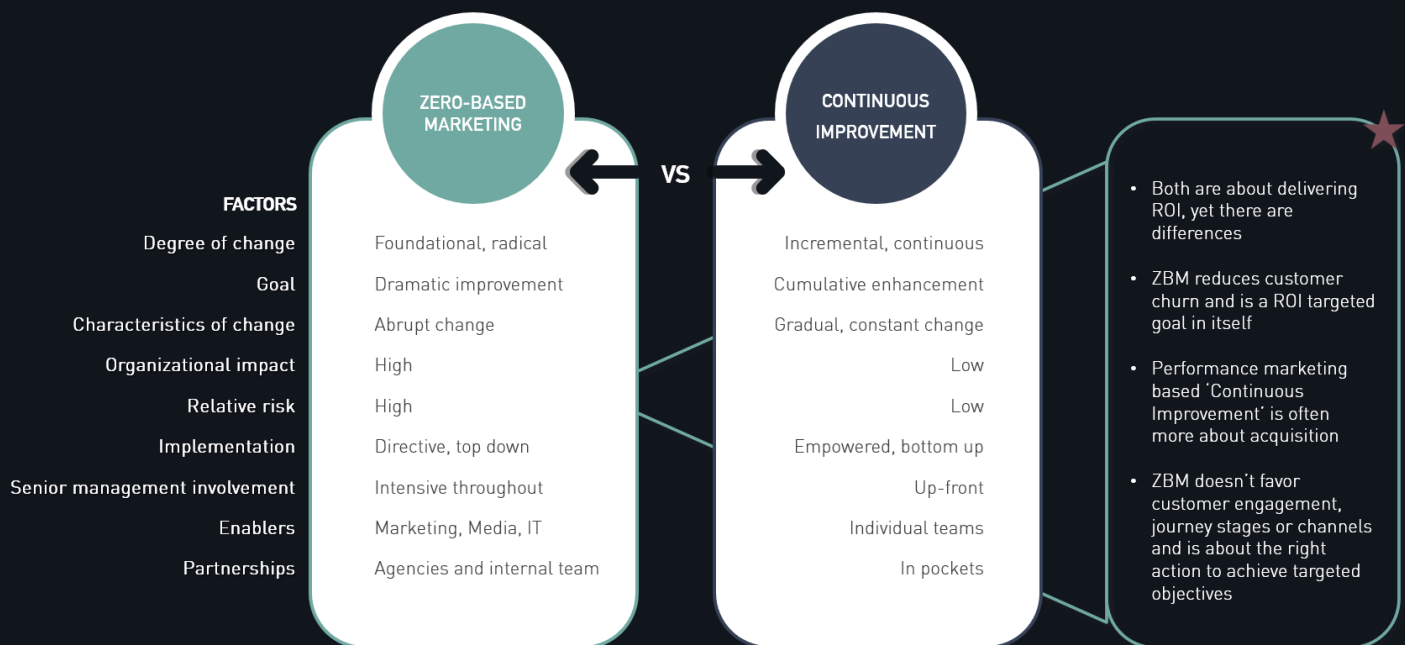 ZERO-BASED
MARKETING
VS
CONTINUOUS
IMPROVEMENT
FACTORS
Degree of change Foundational, radical Incremental, continuous
Goal Dramatic improvement Cumulative enhancement
Characteristics of change Abrupt change Gradual, constant change
Organizational impact High Low
Relative risk High Low
Implementation Directive, top down Empowered, bottom up
Senior management involvement Intensive throughout Up-front
Enablers Marketing, Media, IT Individual teams
Partnerships Agencies and internal team In pockets
• Both are about delivering
ROI, yet there are
differences
• ZBM reduces customer
churn and is a ROI targeted
goal in itself
• Performance marketing
based ‘Continuous
Improvement’ is often
more about acquisition
• ZBM doesn’t favor
customer engagement,
journey stages or channels
and is about the right
action to achieve targeted
objectives